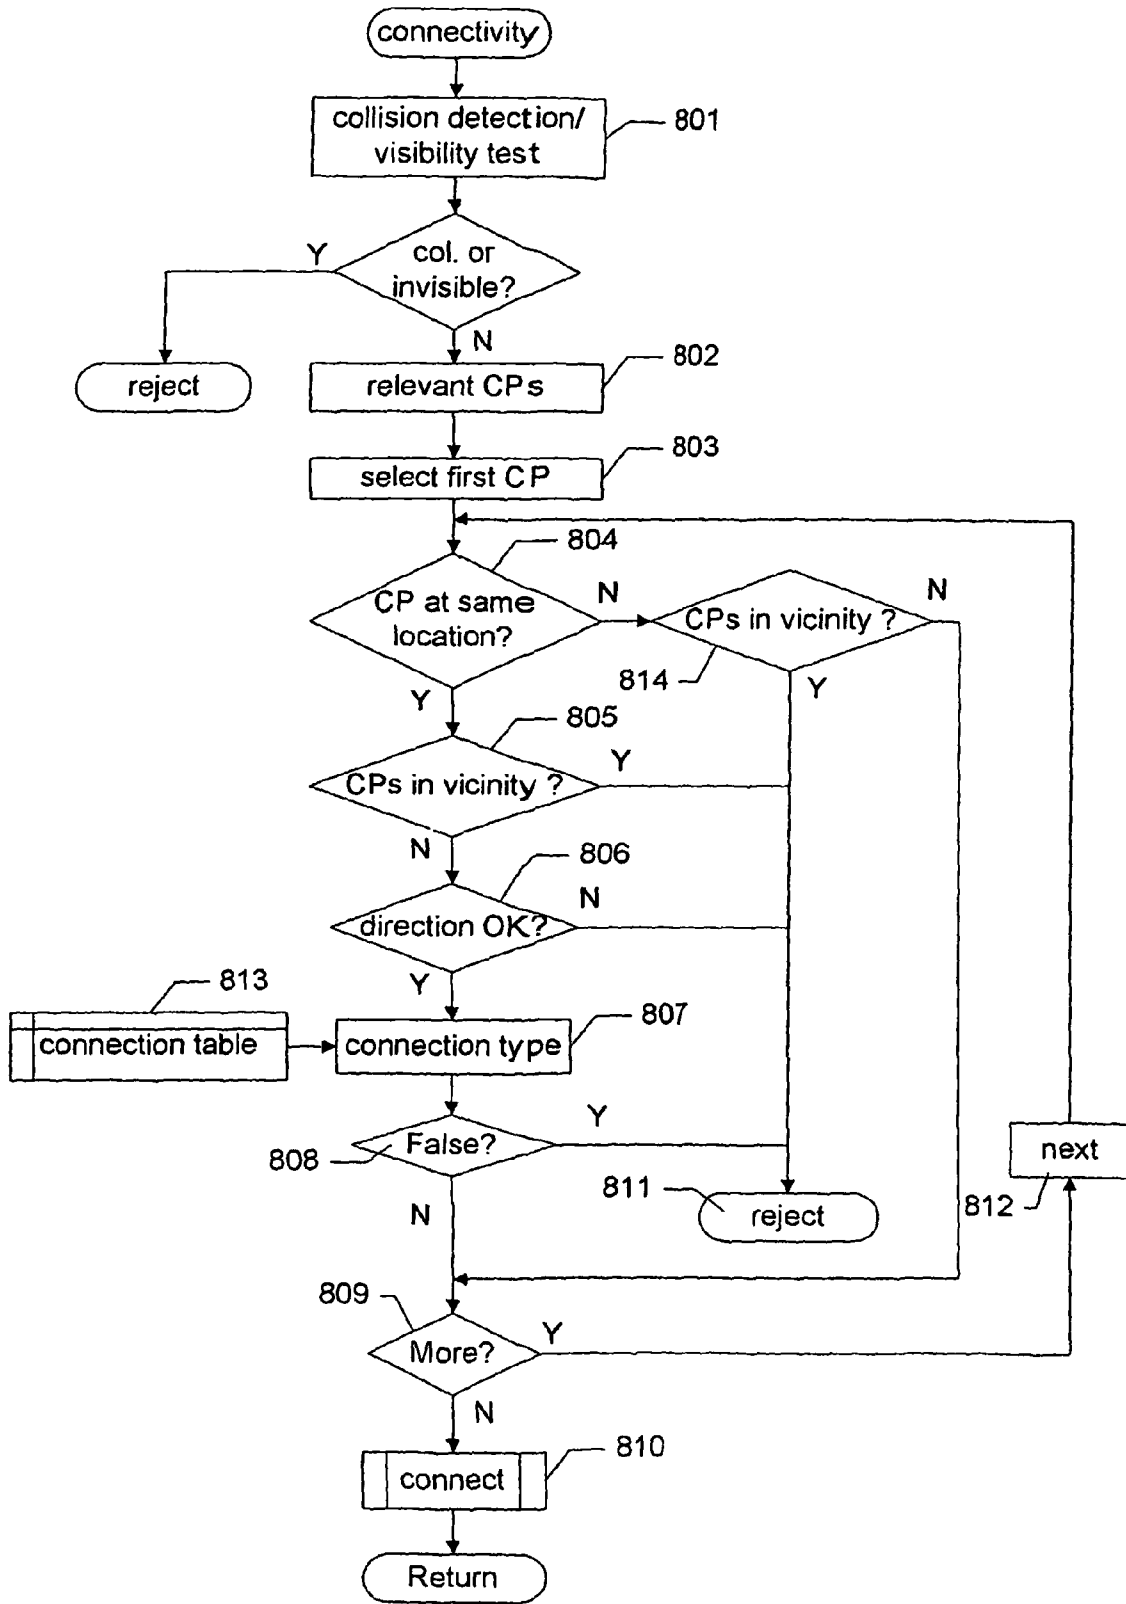 connectivity
collision detection/
visibility test
801
Y
col. or
invisible?
N
reject
relevant CPs
802
select first CP
803
804
CP at same
location?
N
CPs in vicinity ?
N
814
Y
Y
805
CPs in vicinity ?
Y
N
806
direction OK?
N
Y
813
connection table
connection type
807
808
False?
Y
N
811
reject
next
812
809
More?
Y
N
connect
810
Return